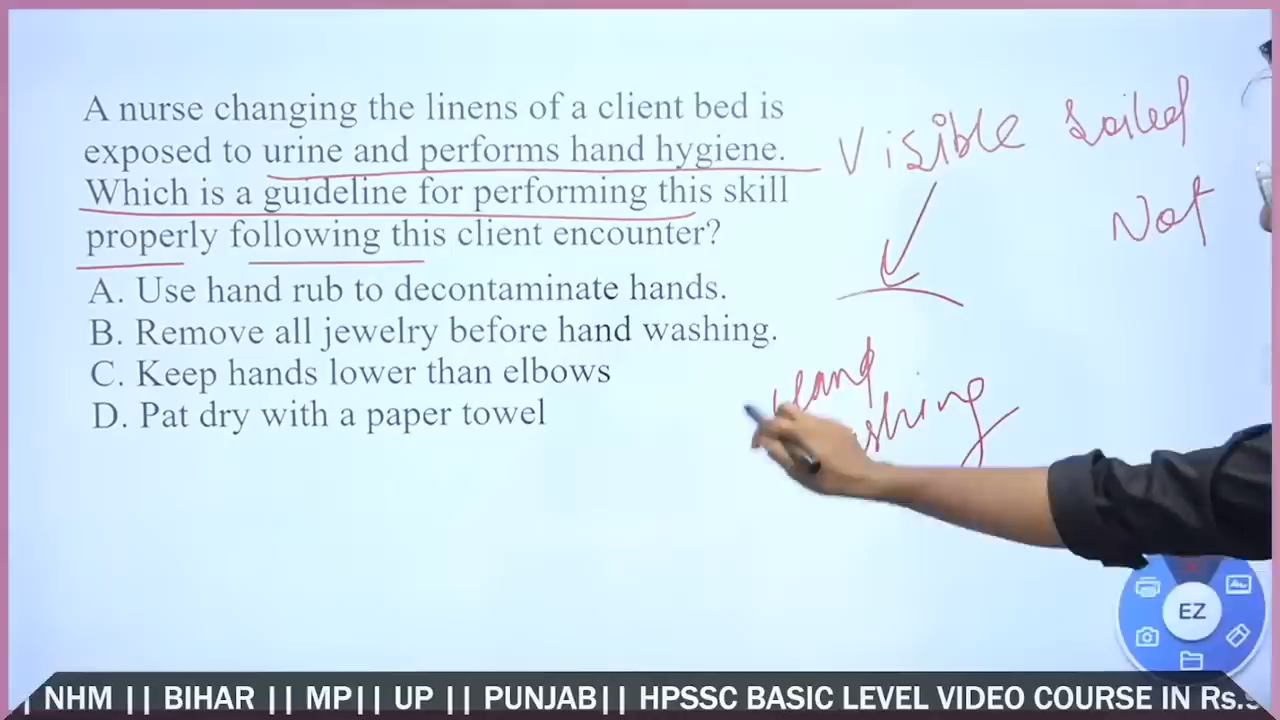 A nurse changing the linens of a client bed is
exposed to urine and performs hand hygiene.
Which is a guideline for performing this skill
properly following this client encounter?
A. Use hand rub to decontaminate hands.
B. Remove all jewelry before hand washing.
C. Keep hands lower than elbows
D. Pat dry with a paper towel
Visible Soiled
Not
Hand
shing
EZ
NHM || BIHAR || MP|| UP || PUNJAB|| HPSSC BASIC LEVEL VIDEO COURSE IN Rs.